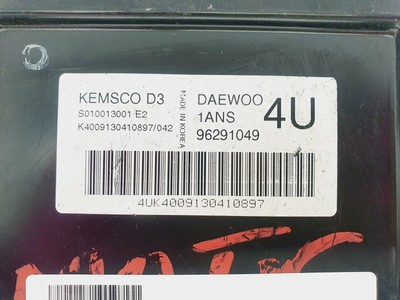 KEMSCO D3
S010013001 E2
K4009130410897/042
MADE IN KOREA
DAEWOO
1ANS
96291049
4U
4UK4009130410897